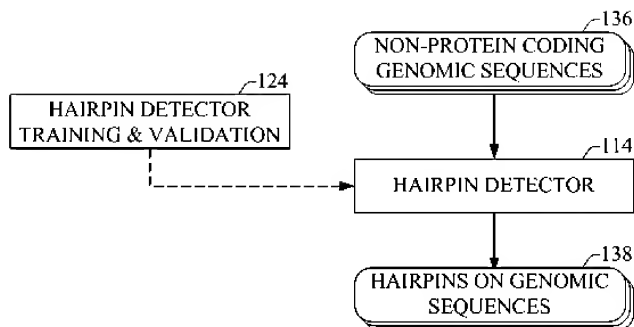 136
NON-PROTEIN CODING
GENOMIC SEQUENCES
124
HAIRPIN DETECTOR
TRAINING & VALIDATION
114
HAIRPIN DETECTOR
138
HAIRPINS ON GENOMIC
SEQUENCES